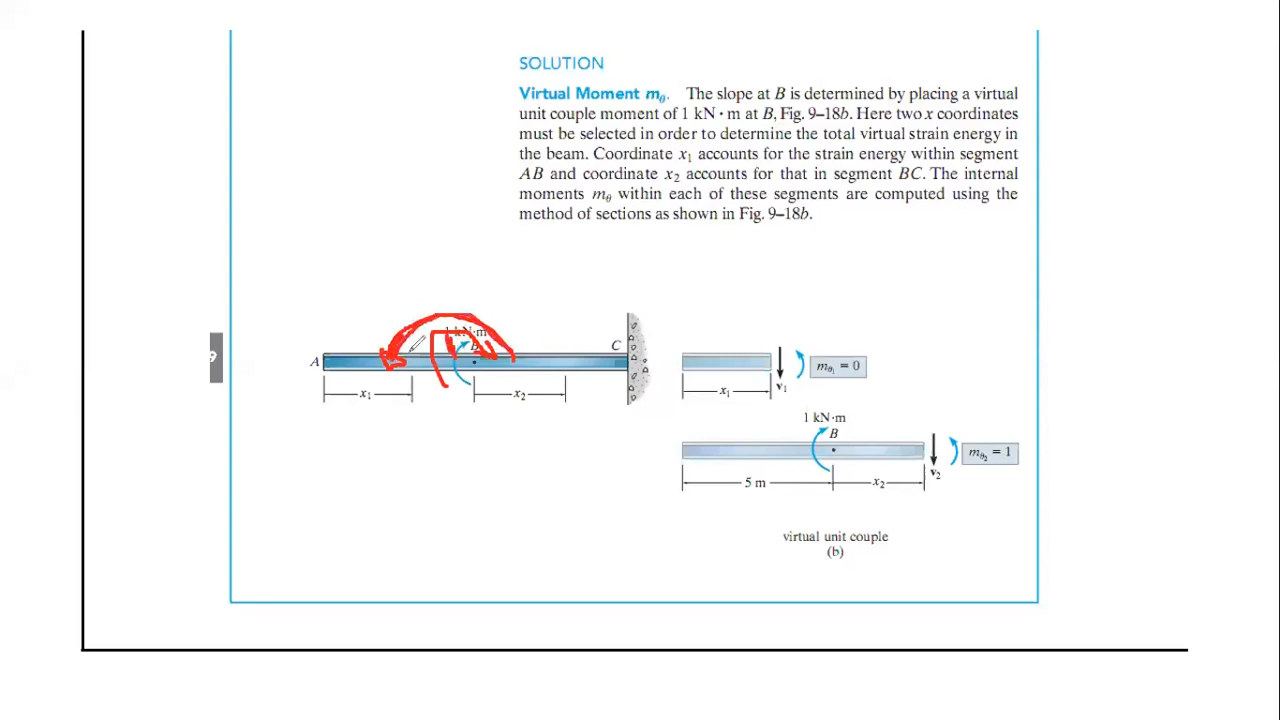 SOLUTION
Virtual Moment mθ. The slope at B is determined by placing a virtual
unit couple moment of 1 kN · m at B, Fig. 9–18b. Here two x coordinates
must be selected in order to determine the total virtual strain energy in
the beam. Coordinate x₁ accounts for the strain energy within segment
AB and coordinate x₂ accounts for that in segment BC. The internal
moments mθ within each of these segments are computed using the
method of sections as shown in Fig. 9–18b.
1 kN·m
B
C
A
x₁
x₂
9
mθ₁ = 0
v₁
x₁
1 kN·m
B
mθ₂ = 1
v₂
5 m
x₂
virtual unit couple
(b)